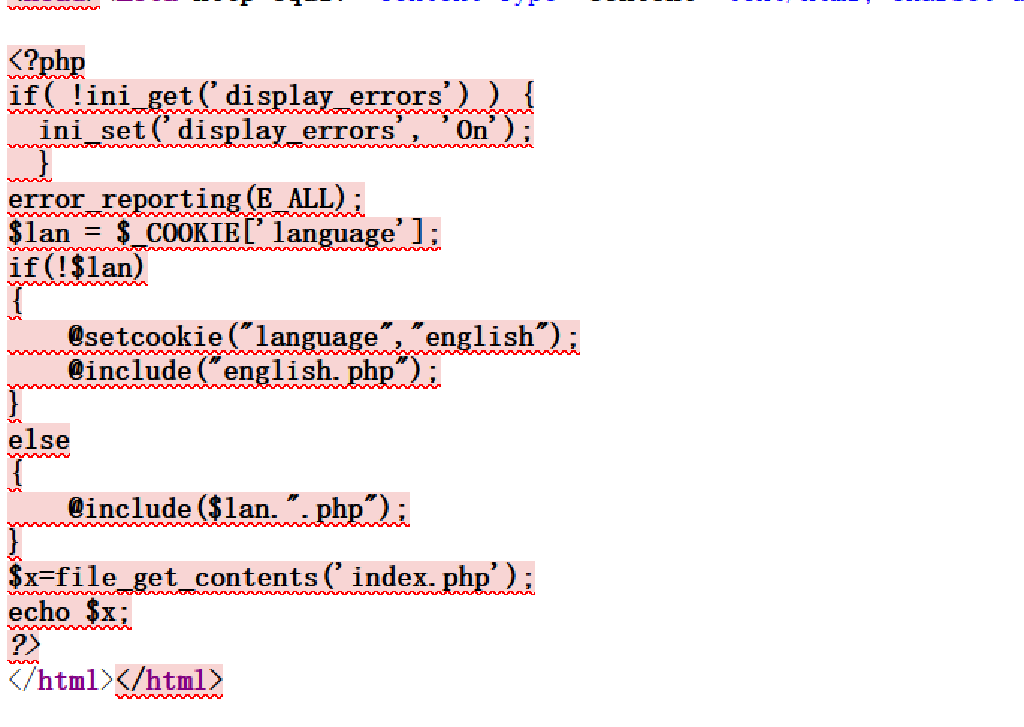 <?php
if( !ini_get('display_errors') ) {
  ini_set('display_errors', 'On');
  }
error_reporting(E_ALL);
$lan = $_COOKIE['language'];
if(!$lan)
{
    @setcookie("language","english");
    @include("english.php");
}
else
{
    @include($lan.".php");
}
$x=file_get_contents('index.php');
echo $x;
?>
</html></html>